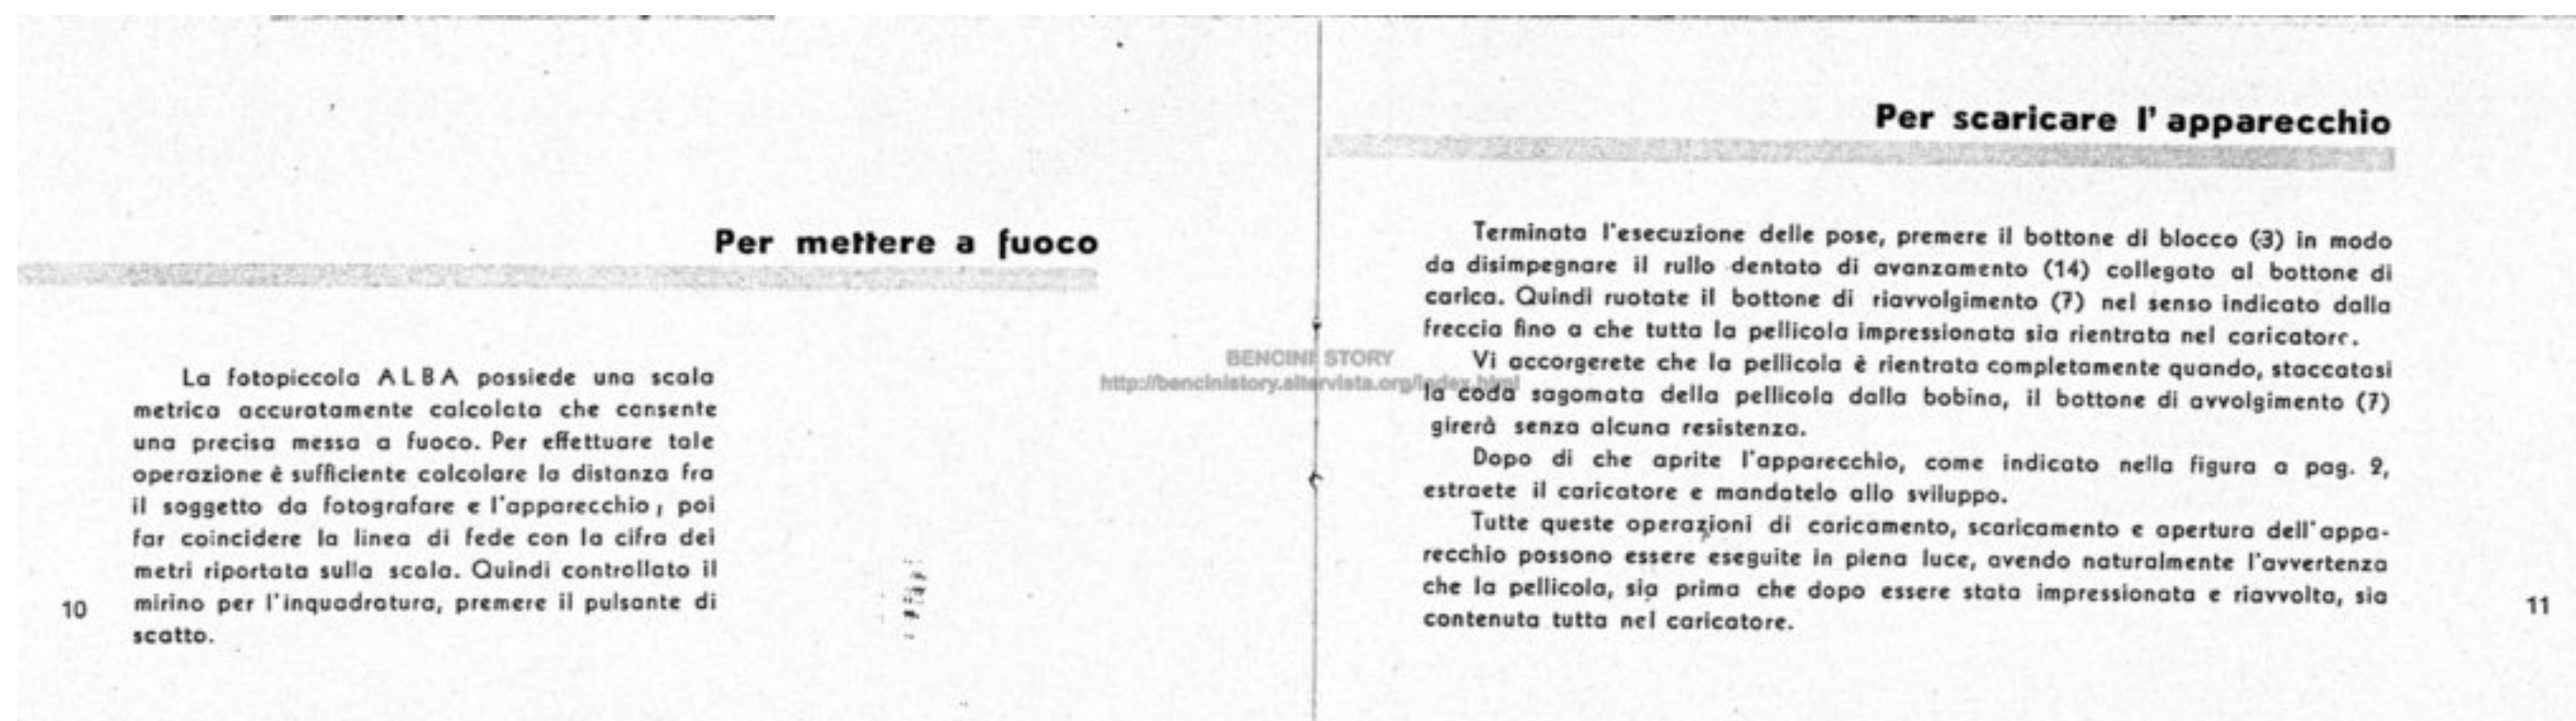 Per mettere a fuoco
La fotopiccola ALBA possiede una scala
metrica accuratamente calcolata che consente
una precisa messa a fuoco. Per effettuare tale
operazione è sufficiente calcolare la distanza fra
il soggetto da fotografare e l'apparecchio, poi
far coincidere la linea di fede con la cifra dei
metri riportata sulla scala. Quindi controllato il
mirino per l'inquadratura, premere il pulsante di
scatto.
10
BENCINI STORY
http://bencinistory.altervista.org/index.html
Per scaricare l'apparecchio
Terminata l'esecuzione delle pose, premere il bottone di blocco (3) in modo
da disimpegnare il rullo dentato di avanzamento (14) collegato al bottone di
carica. Quindi ruotate il bottone di riavvolgimento (7) nel senso indicato dalla
freccia fino a che tutta la pellicola impressionata sia rientrata nel caricatore.
Vi accorgerete che la pellicola è rientrata completamente quando, staccatasi
la coda sagomata della pellicola dalla bobina, il bottone di avvolgimento (7)
girerà senza alcuna resistenza.
Dopo di che aprite l'apparecchio, come indicato nella figura a pag. 9,
estraete il caricatore e mandatelo allo sviluppo.
Tutte queste operazioni di caricamento, scaricamento e apertura dell'appa-
recchio possono essere eseguite in piena luce, avendo naturalmente l'avvertenza
che la pellicola, sia prima che dopo essere stata impressionata e riavvolta, sia
contenuta tutta nel caricatore.
11